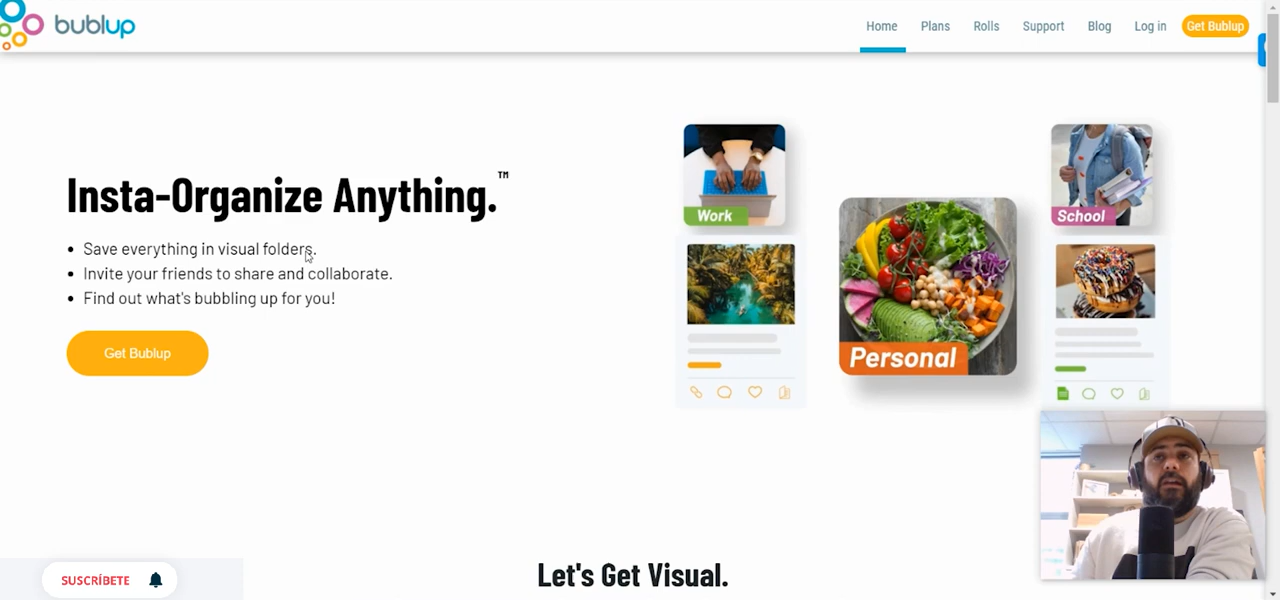 bublup
Home
Plans
Rolls
Support
Blog
Log in
Get Bublup
Insta-Organize Anything.™
• Save everything in visual folders.
• Invite your friends to share and collaborate.
• Find out what's bubbling up for you!
Get Bublup
Work
Personal
School
Let's Get Visual.
SUSCRÍBETE